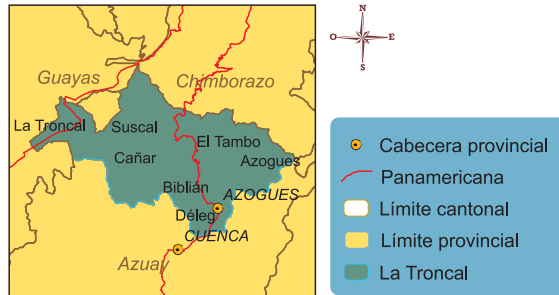 N
O E
S
Guayas
Chimborazo
La Troncal
Suscal
El Tambo
Cañar
Azogues
Biblián
AZOGUES
Déleg
CUENCA
Azuay
Cabecera provincial
Panamericana
Límite cantonal
Límite provincial
La Troncal